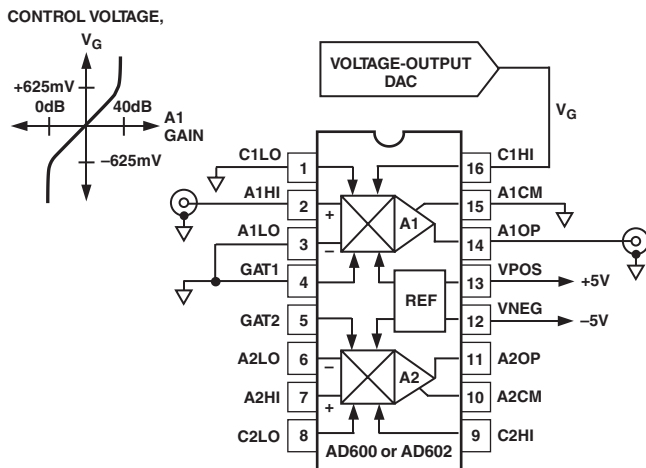 CONTROL VOLTAGE,
VG
+625mV
0dB 40dB
A1
GAIN
–625mV
VOLTAGE-OUTPUT
DAC
VG
C1LO 1 16 C1HI
A1HI 2 + 15 A1CM
A1
A1LO 3 – 14 A1OP
GAT1 4 13 VPOS +5V
REF
GAT2 5 12 VNEG –5V
A2LO 6 – 11 A2OP
A2
A2HI 7 + 10 A2CM
C2LO 8 9 C2HI
AD600 or AD602